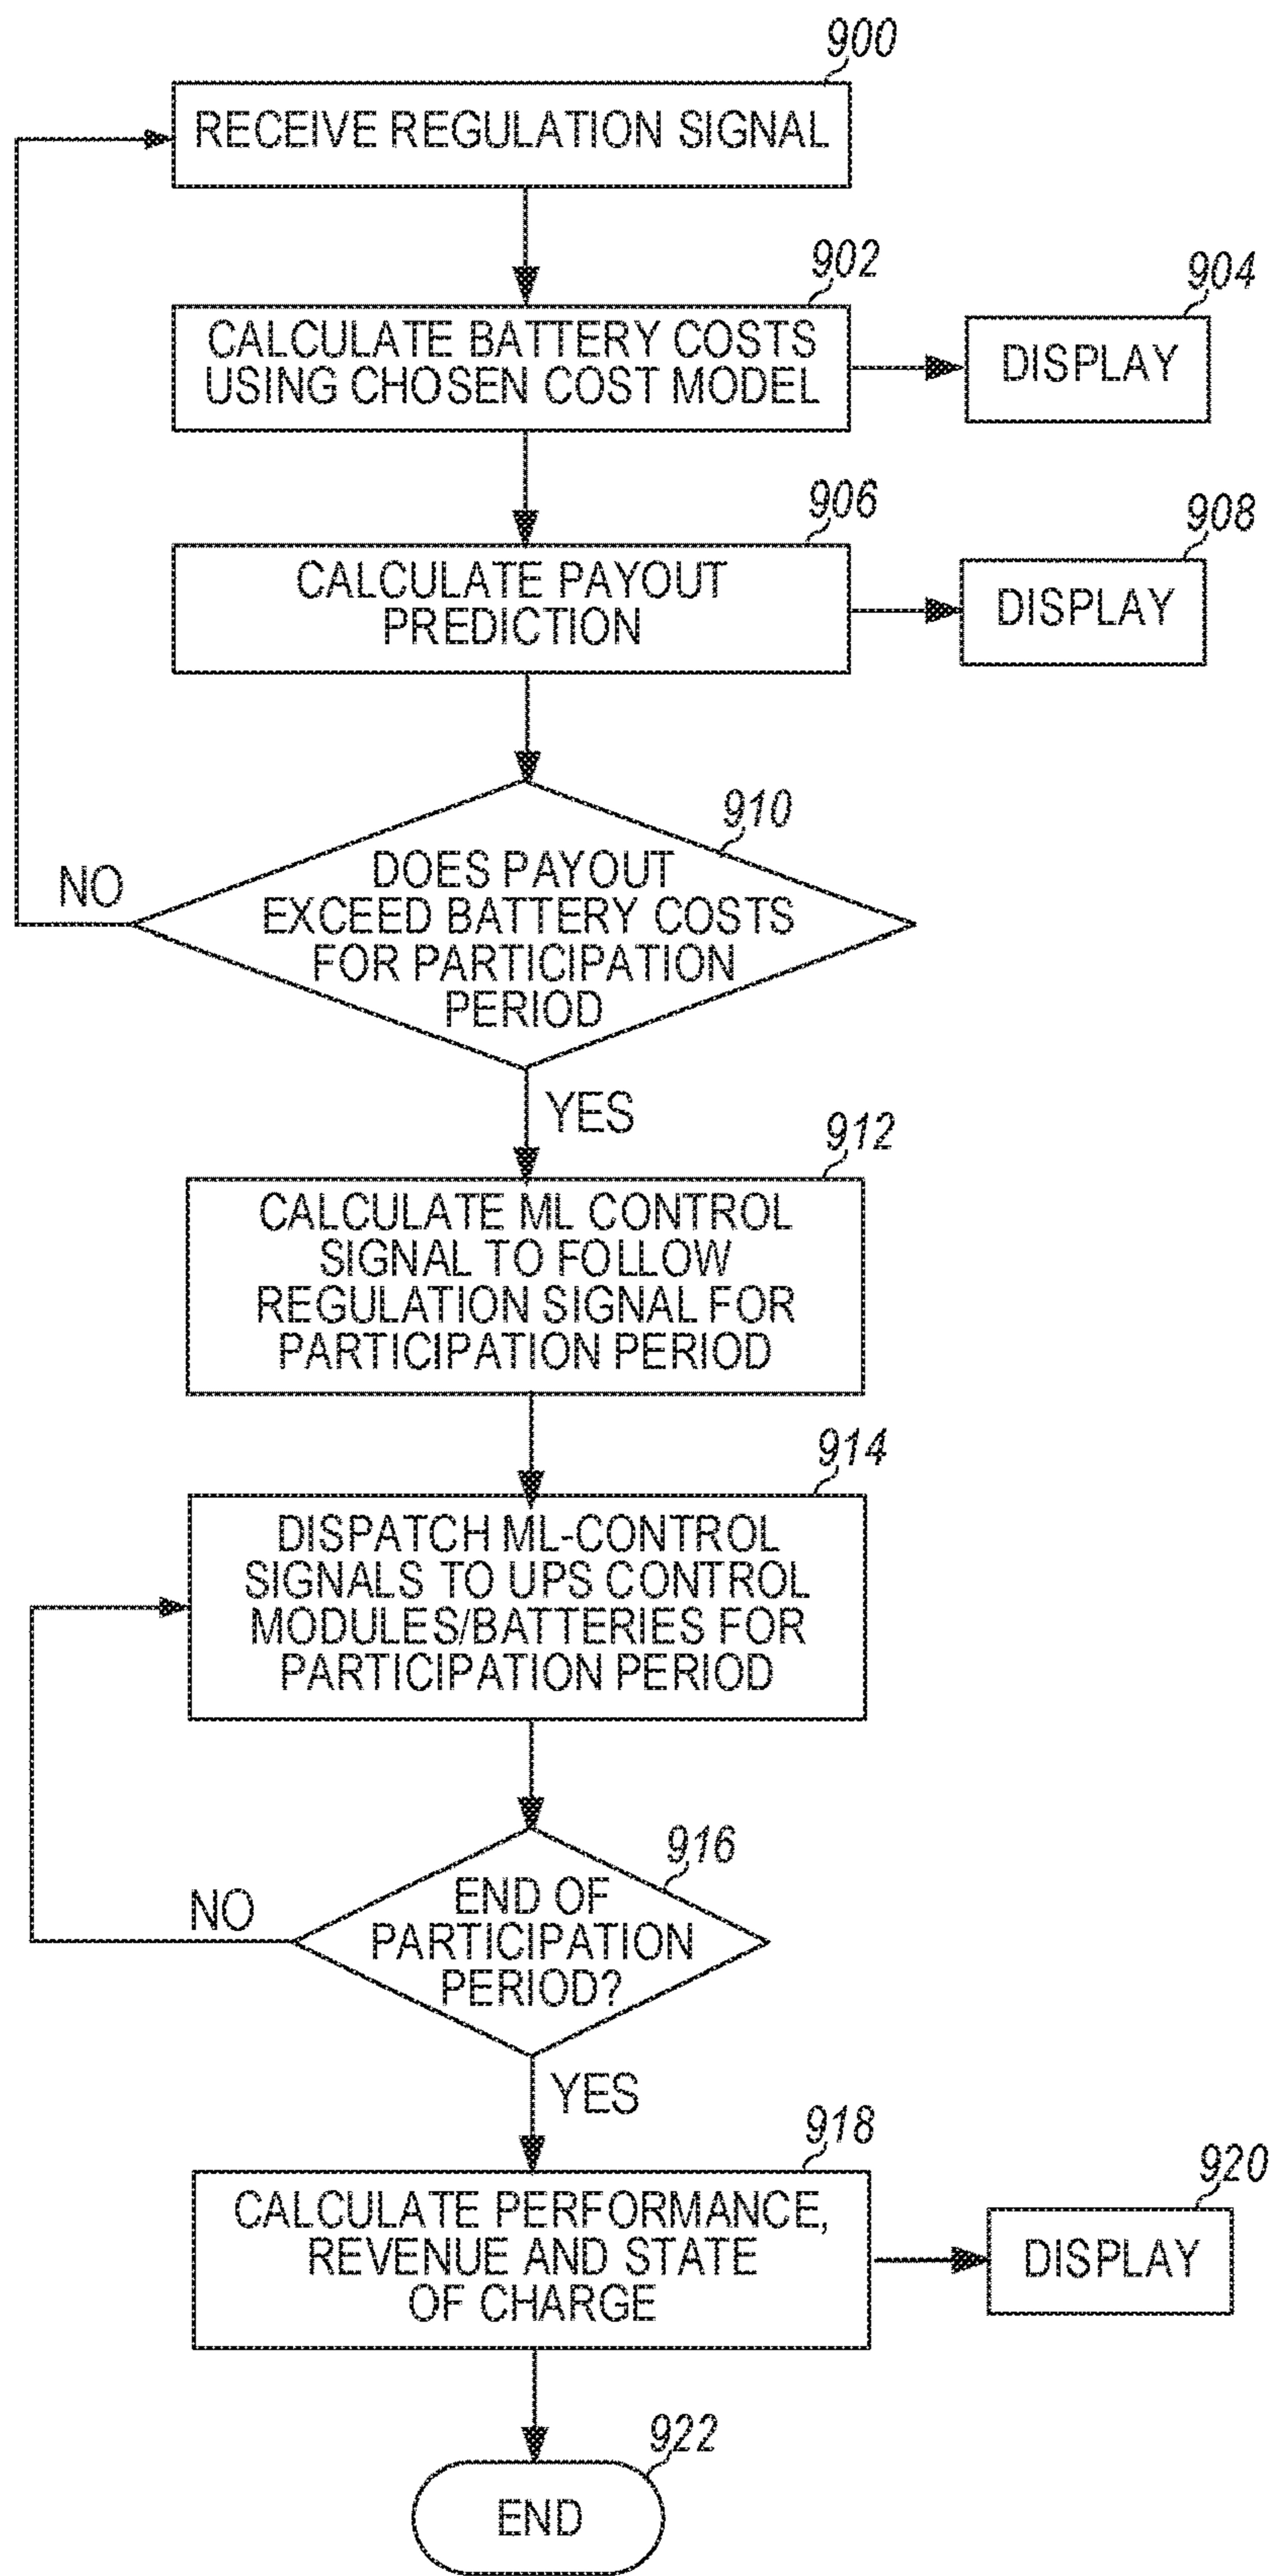 900
RECEIVE REGULATION SIGNAL
902
CALCULATE BATTERY COSTS
USING CHOSEN COST MODEL
904
DISPLAY
906
CALCULATE PAYOUT
PREDICTION
908
DISPLAY
910
DOES PAYOUT
EXCEED BATTERY COSTS
FOR PARTICIPATION
PERIOD
NO
YES
912
CALCULATE ML CONTROL
SIGNAL TO FOLLOW
REGULATION SIGNAL FOR
PARTICIPATION PERIOD
914
DISPATCH ML-CONTROL
SIGNALS TO UPS CONTROL
MODULES/BATTERIES FOR
PARTICIPATION PERIOD
916
END OF
PARTICIPATION
PERIOD?
NO
YES
918
CALCULATE PERFORMANCE,
REVENUE AND STATE
OF CHARGE
920
DISPLAY
922
END